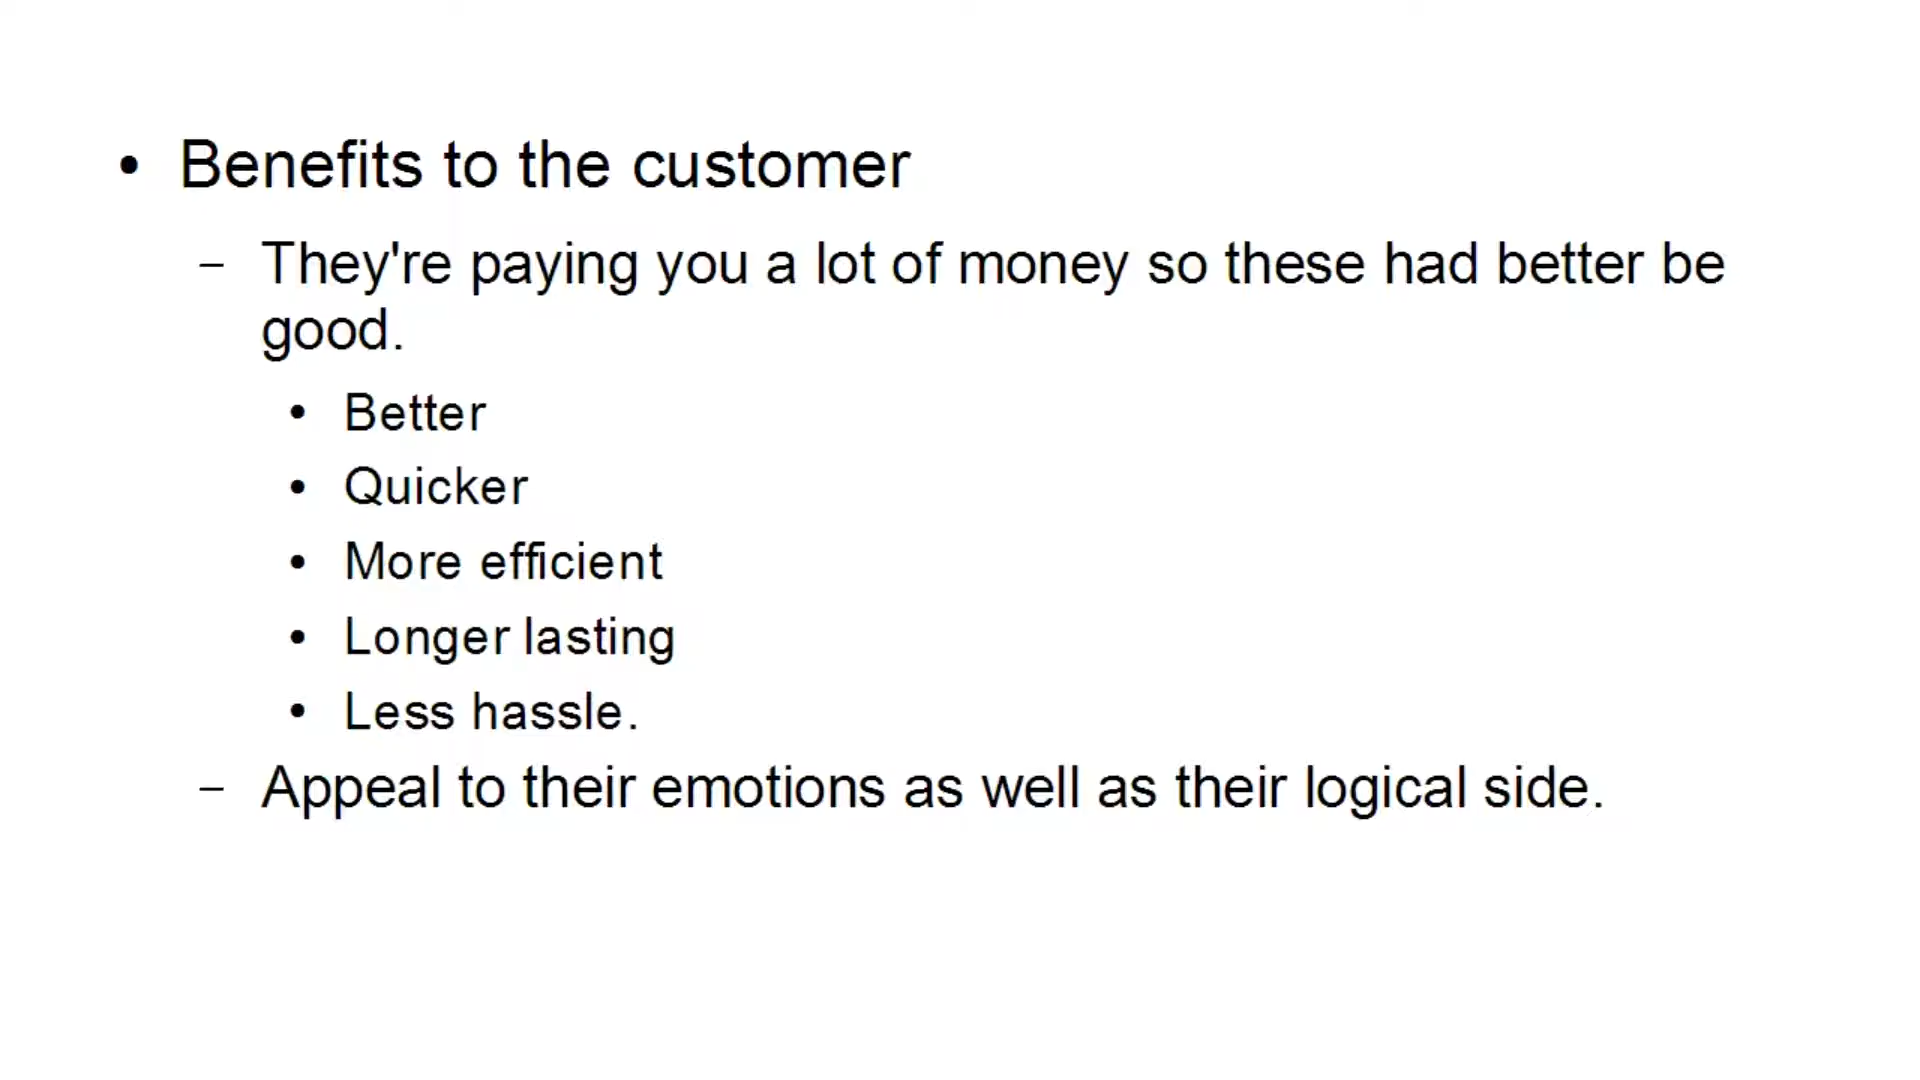 • Benefits to the customer
– They're paying you a lot of money so these had better be
good.
• Better
• Quicker
• More efficient
• Longer lasting
• Less hassle.
– Appeal to their emotions as well as their logical side.